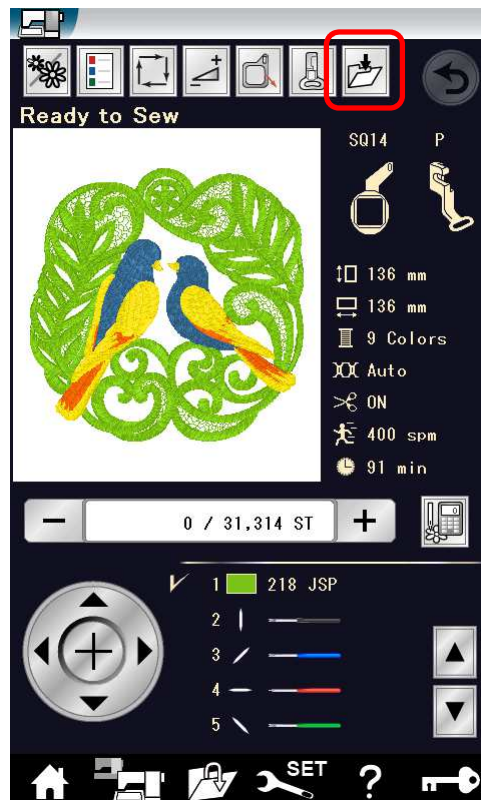 Ready to Sew
SQ14 P
136 mm
136 mm
9 Colors
Auto
ON
400 spm
91 min
− 0 / 31,314 ST +
1 218 JSP
2
3
4
5
SET
?